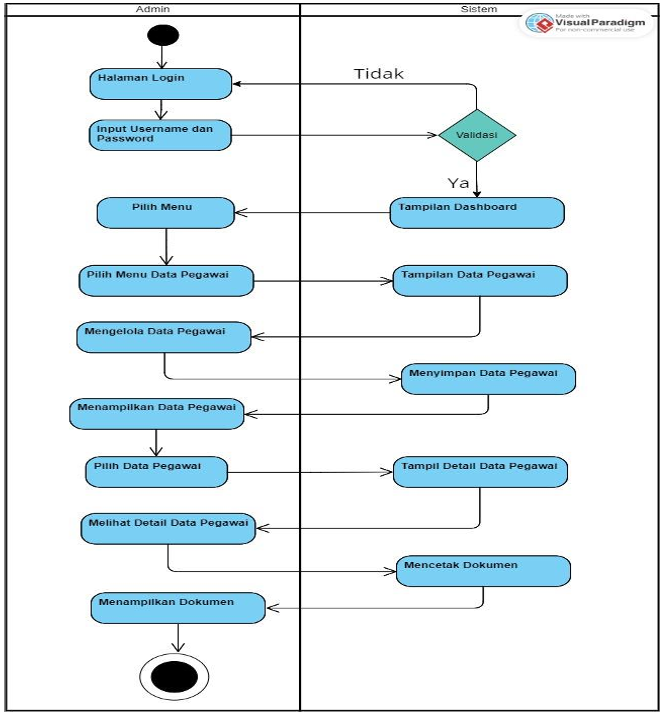 Admin
Sistem
Made with
VisualParadigm
For non-commercial use
Halaman Login
Tidak
Input Username dan
Password
Validasi
Ya
Pilih Menu
Tampilan Dashboard
Pilih Menu Data Pegawai
Tampilan Data Pegawai
Mengelola Data Pegawai
Menyimpan Data Pegawai
Menampilkan Data Pegawai
Pilih Data Pegawai
Tampil Detail Data Pegawai
Melihat Detail Data Pegawai
Mencetak Dokumen
Menampilkan Dokumen